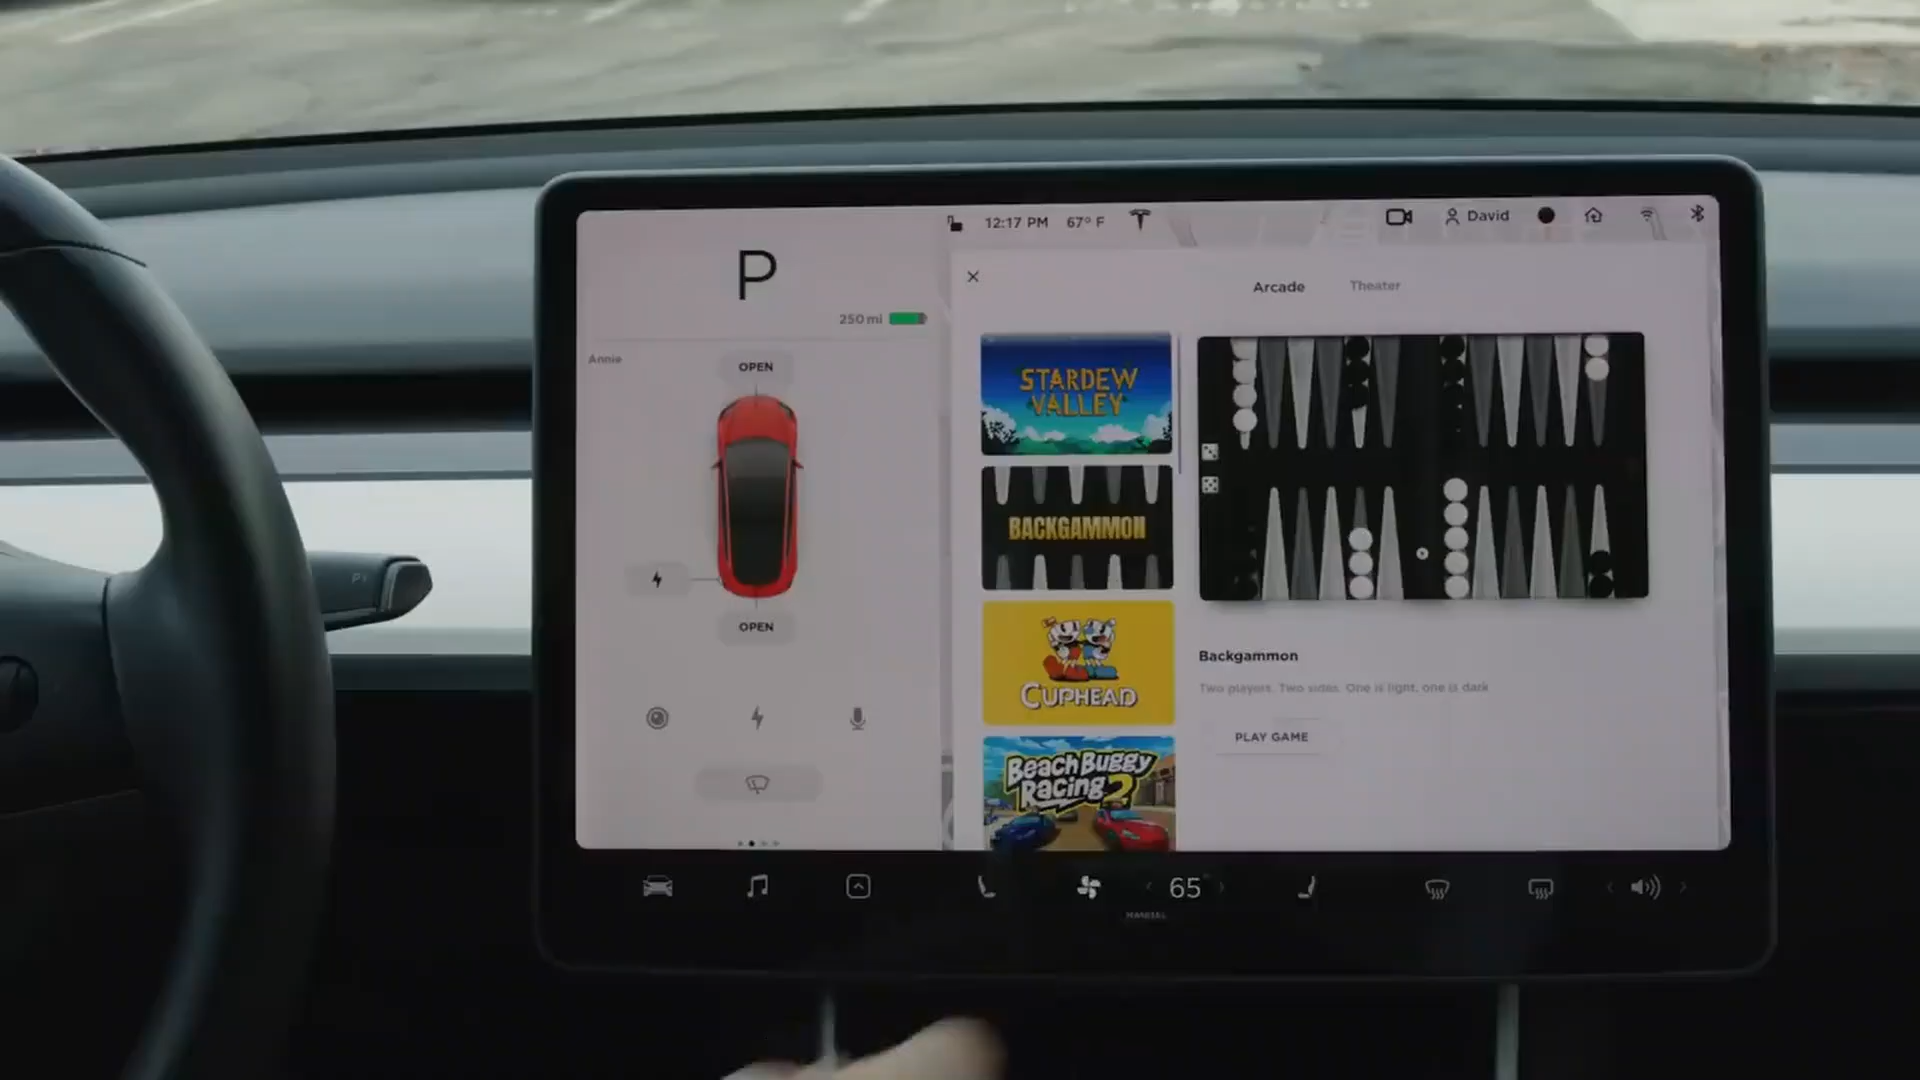 12:17 PM 67° F
David
P
250 mi
Annie
OPEN
OPEN
Arcade Theater
STARDEW
VALLEY
BACKGAMMON
CUPHEAD
Beach Buggy
Racing 2
Backgammon
Two players. Two sides. One is light, one is dark
PLAY GAME
65
P